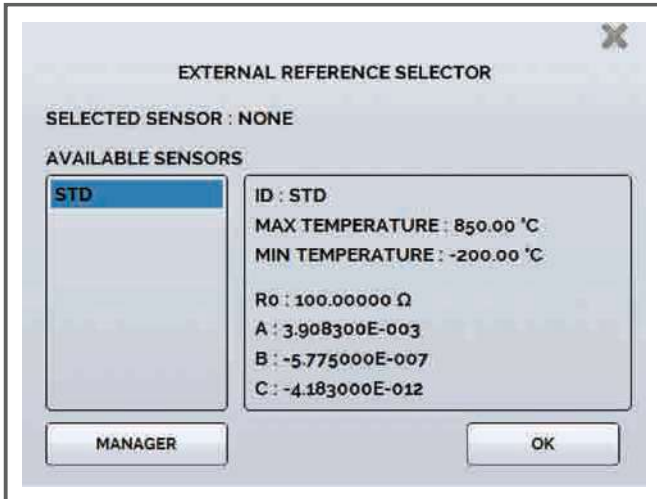 EXTERNAL REFERENCE SELECTOR
SELECTED SENSOR : NONE
AVAILABLE SENSORS
STD
ID : STD
MAX TEMPERATURE : 850.00 °C
MIN TEMPERATURE : -200.00 °C
R0 : 100.00000 Ω
A : 3.908300E-003
B : -5.775000E-007
C : -4.183000E-012
MANAGER
OK